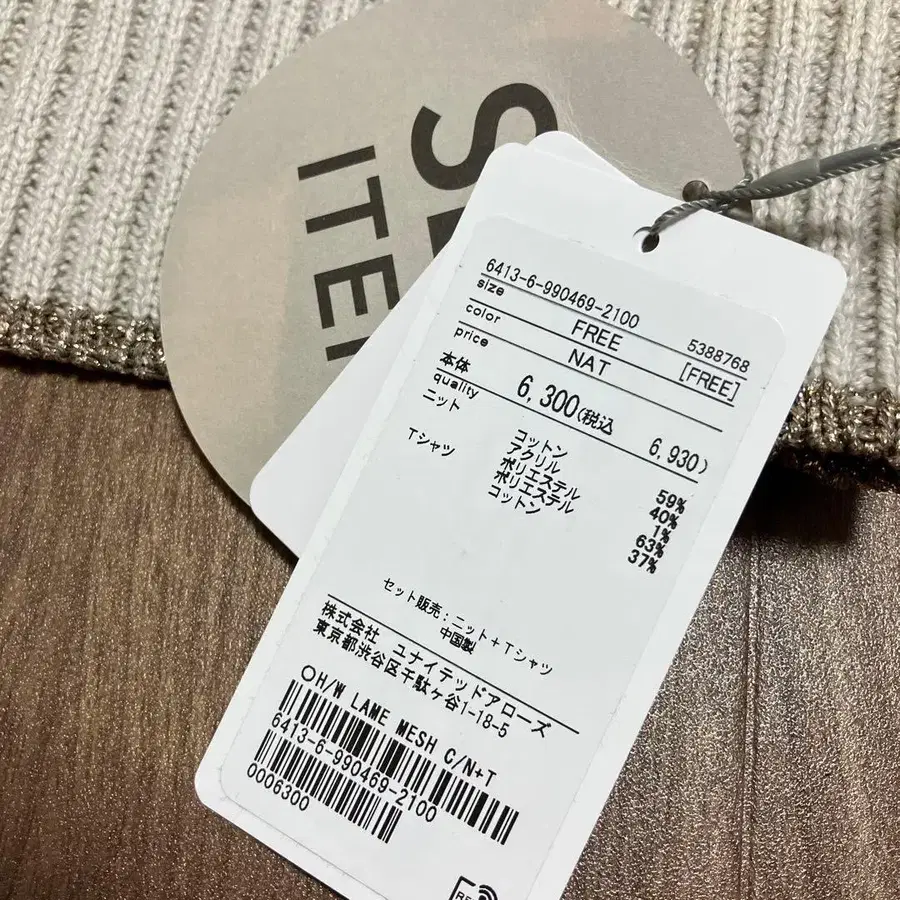 ITE
6413-6-990469-2100
size FREE 5388768
color NAT [FREE]
price
本体 6,300(税込 6,930)
quality
ニット コットン 59%
アクリル 40%
ポリエステル 1%
Tシャツ ポリエステル 63%
コットン 37%
セット販売:ニット+Tシャツ
中国製
株式会社 ユナイテッドアローズ
東京都渋谷区千駄ヶ谷1-18-5
OH/W LAME MESH C/N+T
6413-6-990469-2100
0006300